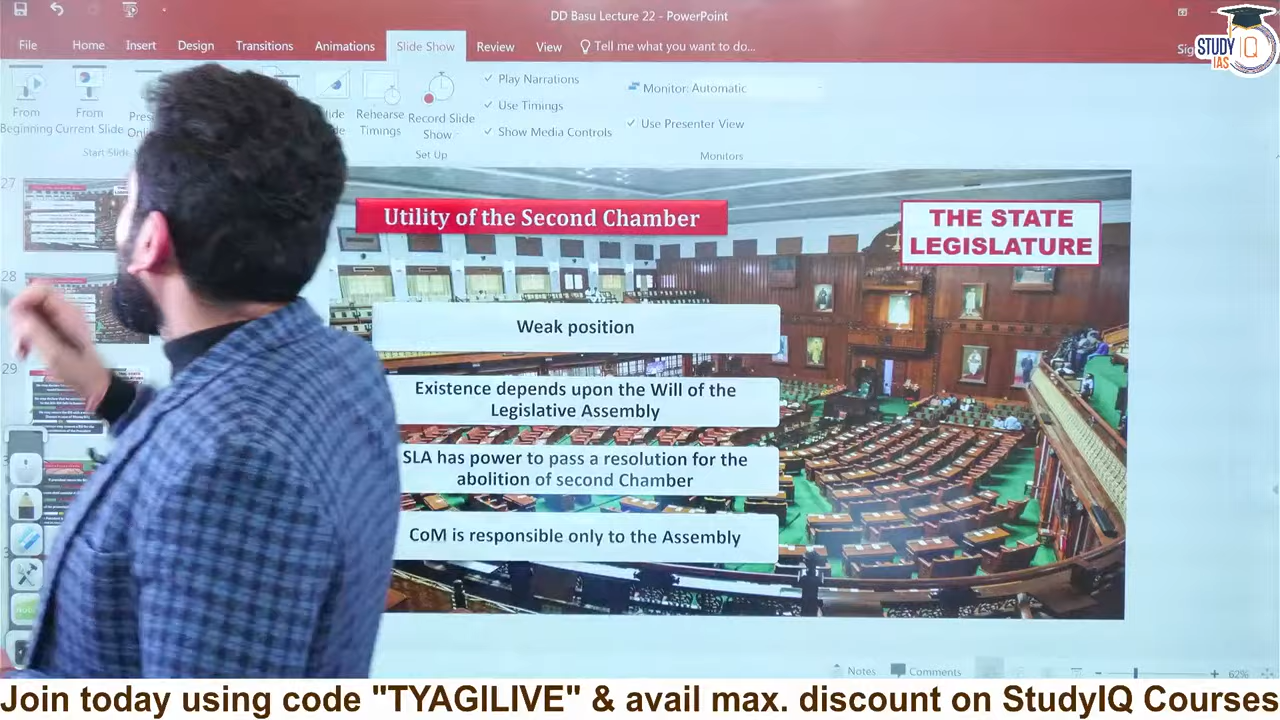 DD Basu Lecture 22 - PowerPoint
File Home Insert Design Transitions Animations Slide Show Review View Tell me what you want to do...
STUDY IQ
IAS
Play Narrations
Monitor: Automatic
Use Timings
From Beginning
From Current Slide
Rehearse Timings
Record Slide Show
Show Media Controls
Use Presenter View
Set Up
Monitors
27
28
29
Utility of the Second Chamber
THE STATE
LEGISLATURE
Weak position
Existence depends upon the Will of the
Legislative Assembly
SLA has power to pass a resolution for the
abolition of second Chamber
CoM is responsible only to the Assembly
Notes Comments 62%
Join today using code "TYAGILIVE" & avail max. discount on StudyIQ Courses